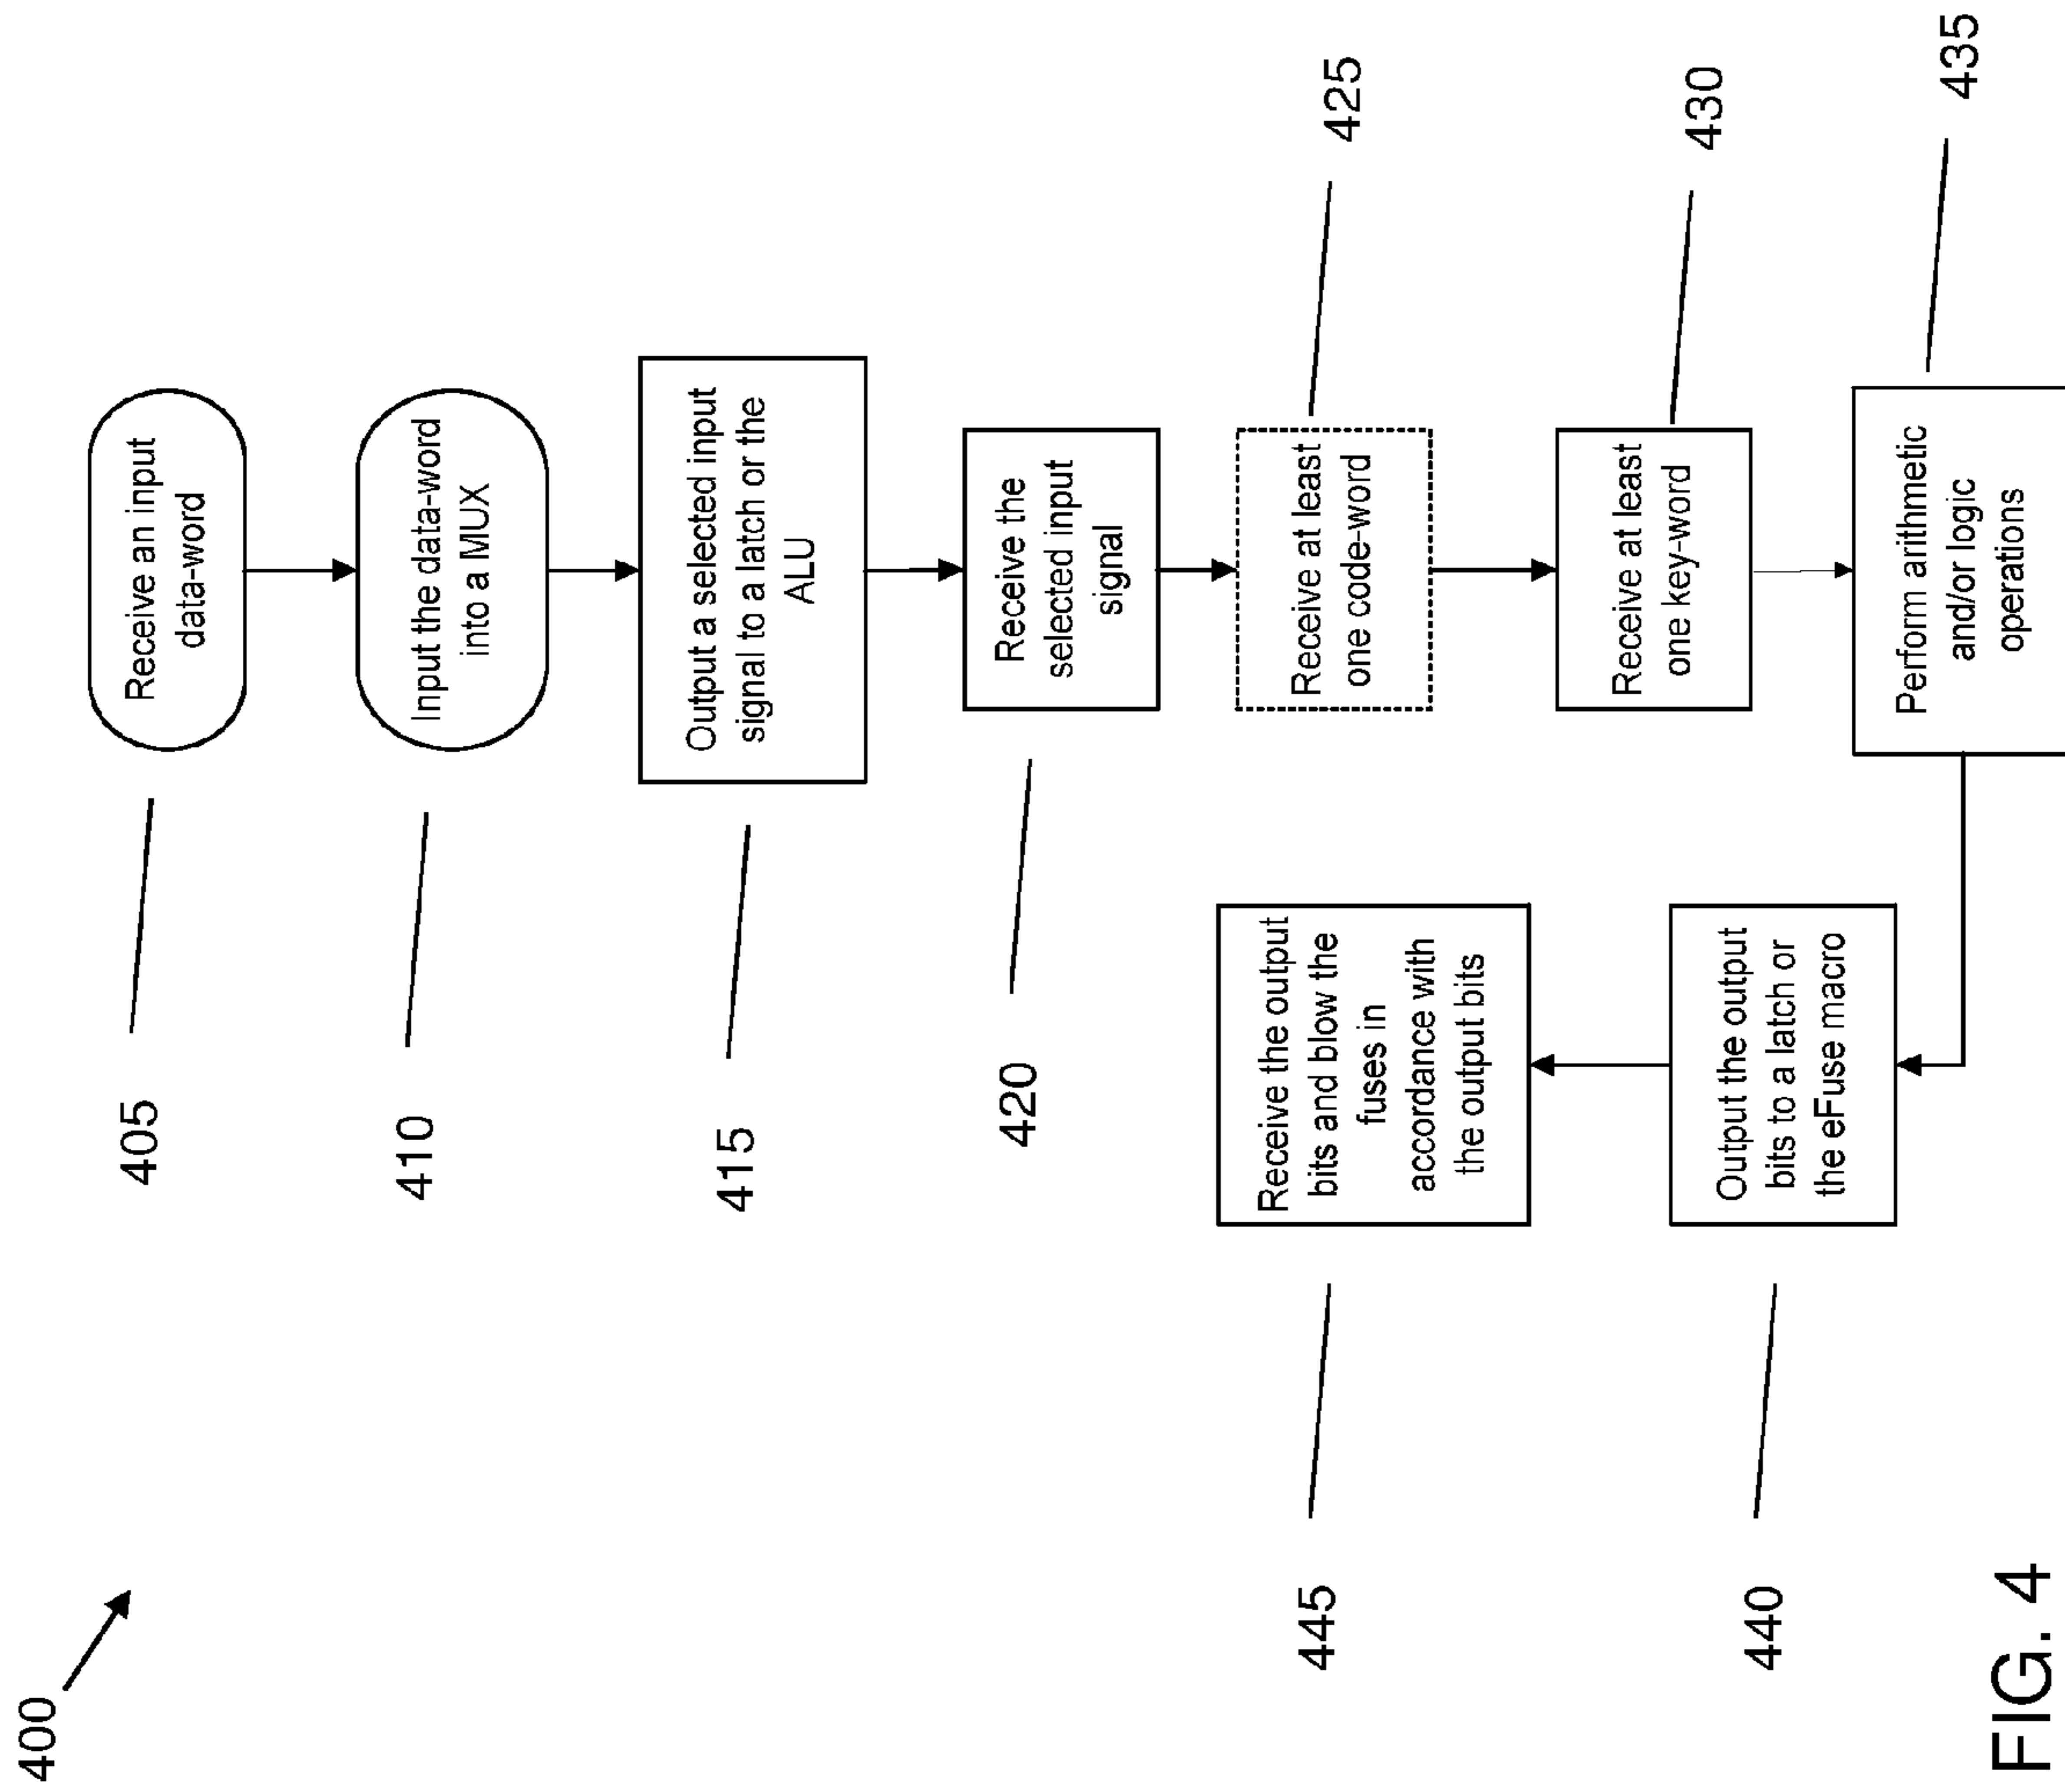 400
405
Receive an input
data-word
410
Input the data-word
into a MUX
415
Output a selected input
signal to a latch or the
ALU
420
Receive the
selected input
signal
425
Receive at least
one code-word
430
Receive at least
one key-word
435
Perform arithmetic
and/or logic
operations
440
Output the output
bits to a latch or
the eFuse macro
445
Receive the output
bits and blow the
fuses in
accordance with
the output bits
FIG. 4